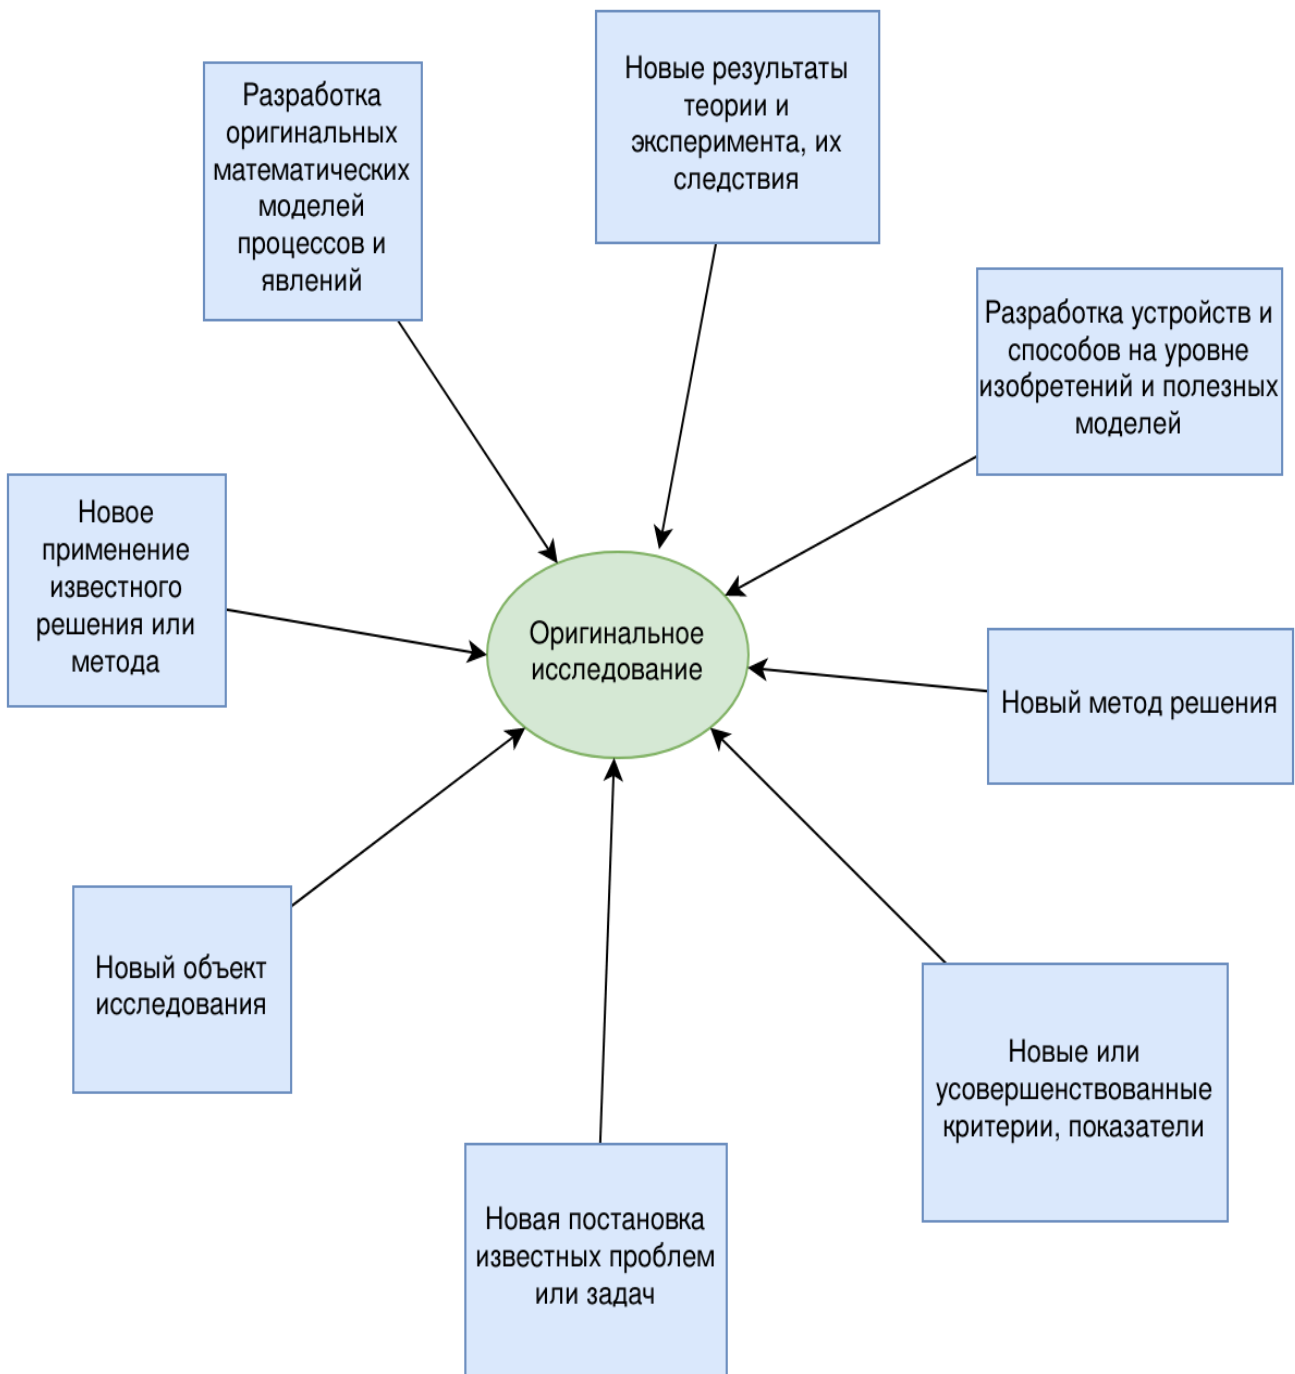 Новые результаты
теории и
эксперимента, их
следствия
Разработка
оригинальных
математических
моделей
процессов и
явлений
Разработка устройств и
способов на уровне
изобретений и полезных
моделей
Новое
применение
известного
решения или
метода
Оригинальное
исследование
Новый метод решения
Новый объект
исследования
Новые или
усовершенствованные
критерии, показатели
Новая постановка
известных проблем
или задач